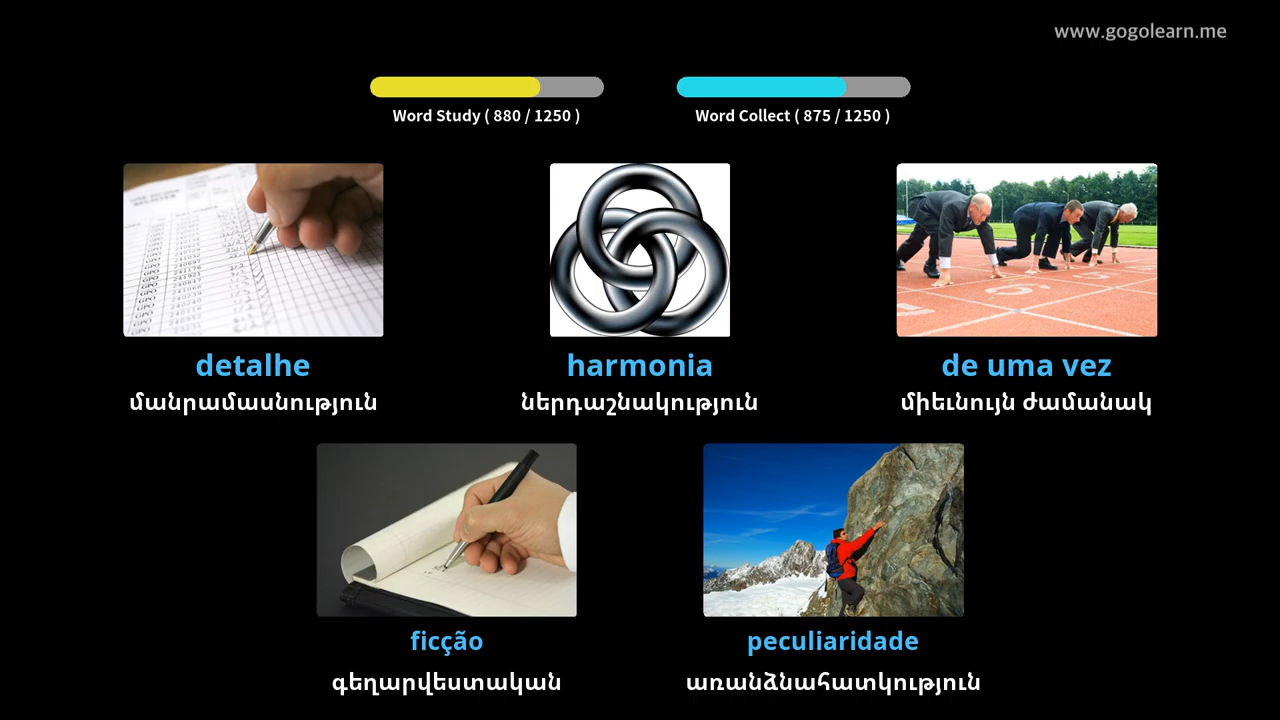 www.gogolearn.me
Word Study ( 880 / 1250 )
Word Collect ( 875 / 1250 )
detalhe
մանրամասնություն
harmonia
ներդաշնակություն
de uma vez
միեւնույն ժամանակ
ficção
գեղարվեստական
peculiaridade
առանձնահատկություն